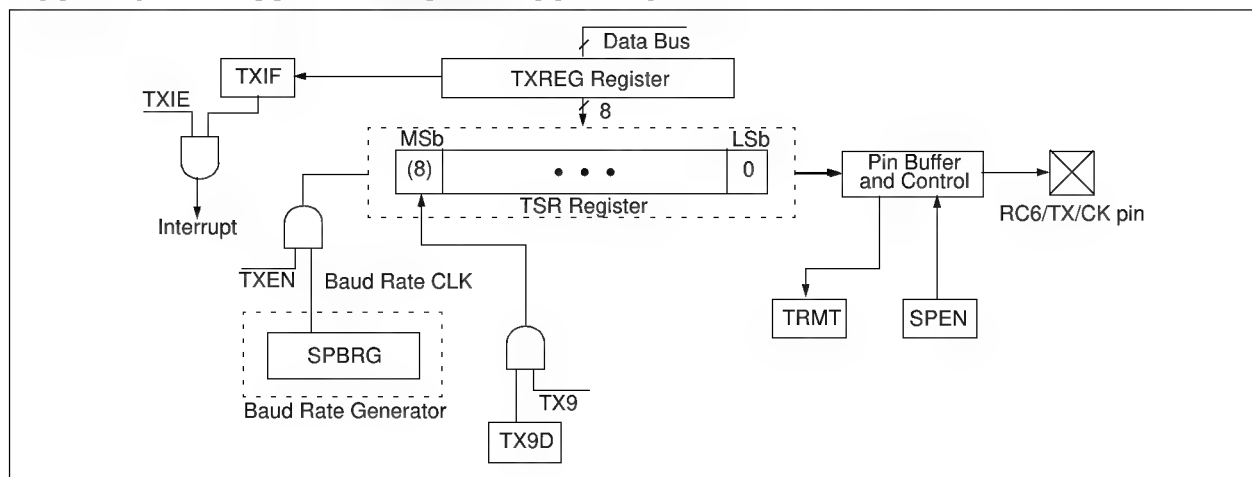 Data Bus
TXIF
TXREG Register
TXIE
8
MSb
LSb
(8)
• • •
0
Pin Buffer
and Control
TSR Register
RC6/TX/CK pin
Interrupt
TXEN
Baud Rate CLK
TRMT
SPEN
SPBRG
TX9
Baud Rate Generator
TX9D